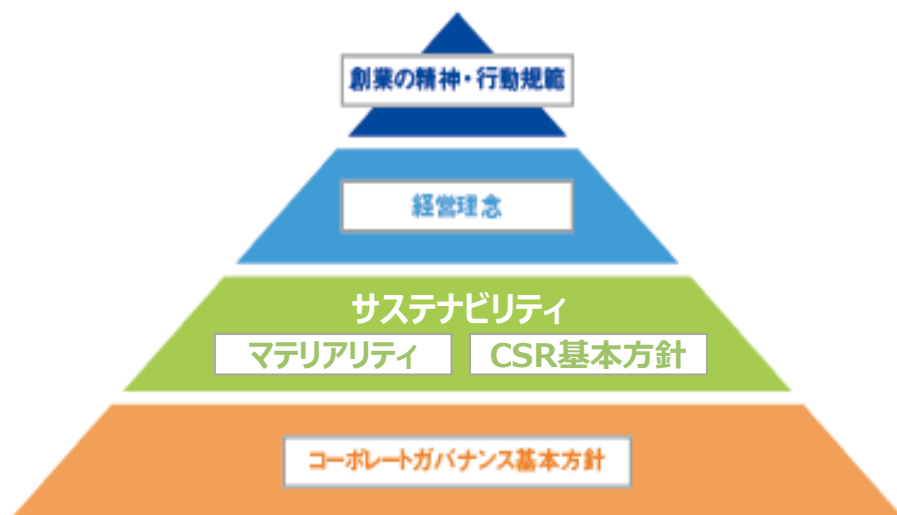 創業の精神・行動規範
経営理念
サステナビリティ
マテリアリティ
CSR基本方針
コーポレートガバナンス基本方針